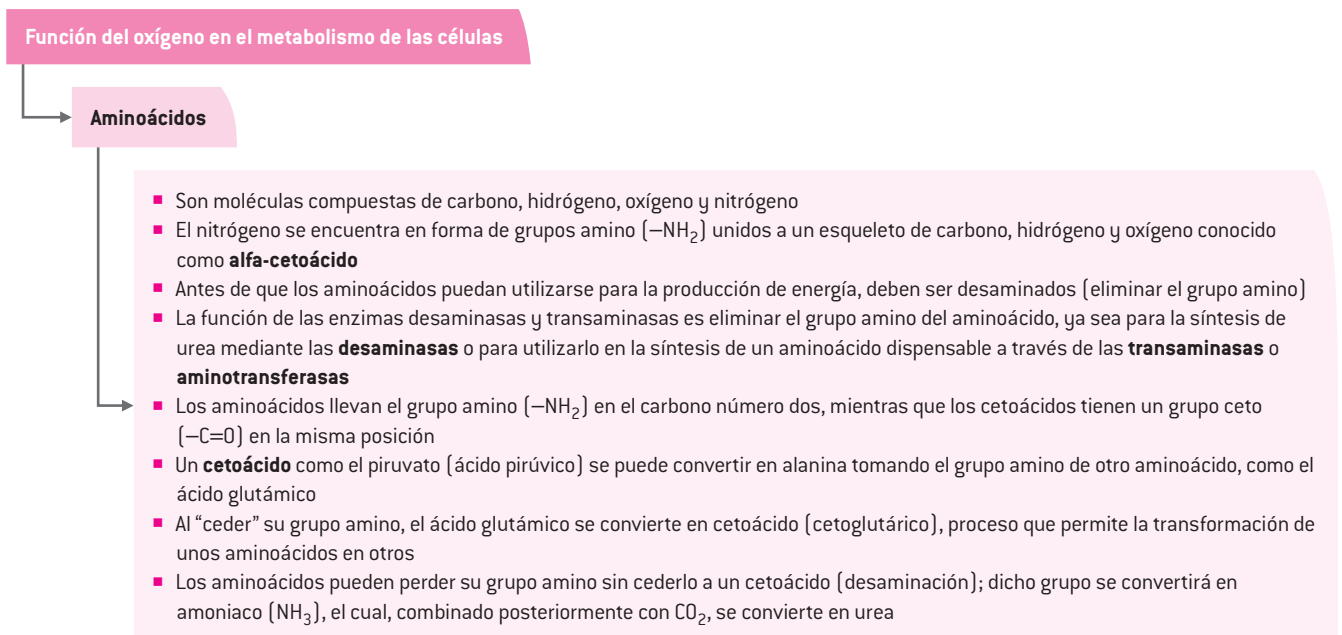 Función del oxígeno en el metabolismo de las células
Aminoácidos
■ Son moléculas compuestas de carbono, hidrógeno, oxígeno y nitrógeno
■ El nitrógeno se encuentra en forma de grupos amino (—NH₂) unidos a un esqueleto de carbono, hidrógeno y oxígeno conocido
como alfa-cetoácido
■ Antes de que los aminoácidos puedan utilizarse para la producción de energía, deben ser desaminados (eliminar el grupo amino)
■ La función de las enzimas desaminasas y transaminasas es eliminar el grupo amino del aminoácido, ya sea para la síntesis de
urea mediante las desaminasas o para utilizarlo en la síntesis de un aminoácido dispensable a través de las transaminasas o
aminotransferasas
■ Los aminoácidos llevan el grupo amino (—NH₂) en el carbono número dos, mientras que los cetoácidos tienen un grupo ceto
(—C=O) en la misma posición
■ Un cetoácido como el piruvato (ácido pirúvico) se puede convertir en alanina tomando el grupo amino de otro aminoácido, como el
ácido glutámico
■ Al “ceder” su grupo amino, el ácido glutámico se convierte en cetoácido (cetoglutárico), proceso que permite la transformación de
unos aminoácidos en otros
■ Los aminoácidos pueden perder su grupo amino sin cederlo a un cetoácido (desaminación); dicho grupo se convertirá en
amoniaco (NH₃), el cual, combinado posteriormente con CO₂, se convierte en urea